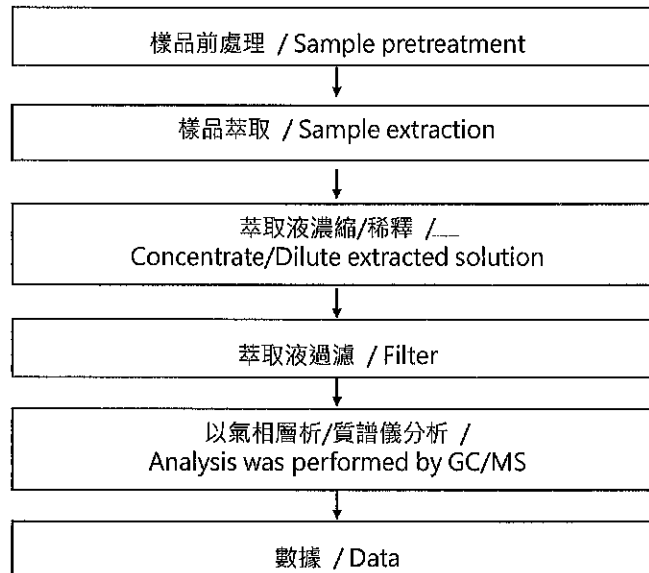 樣品前處理 / Sample pretreatment
樣品萃取 / Sample extraction
萃取液濃縮/稀釋 /
Concentrate/Dilute extracted solution
萃取液過濾 / Filter
以氣相層析/質譜儀分析 /
Analysis was performed by GC/MS
數據 / Data